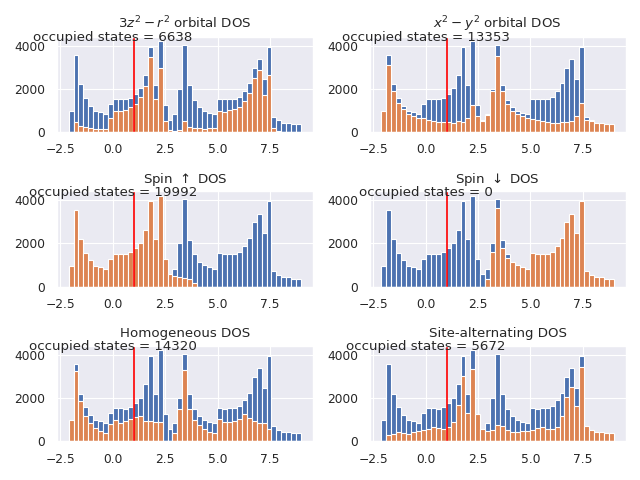 3z² − r² orbital DOS
occupied states = 6638
4000
2000
0
−2.5 0.0 2.5 5.0 7.5
x² − y² orbital DOS
occupied states = 13353
4000
2000
0
−2.5 0.0 2.5 5.0 7.5
Spin ↑ DOS
occupied states = 19992
4000
2000
0
−2.5 0.0 2.5 5.0 7.5
Spin ↓ DOS
occupied states = 0
4000
2000
0
−2.5 0.0 2.5 5.0 7.5
Homogeneous DOS
occupied states = 14320
4000
2000
0
−2.5 0.0 2.5 5.0 7.5
Site-alternating DOS
occupied states = 5672
4000
2000
0
−2.5 0.0 2.5 5.0 7.5